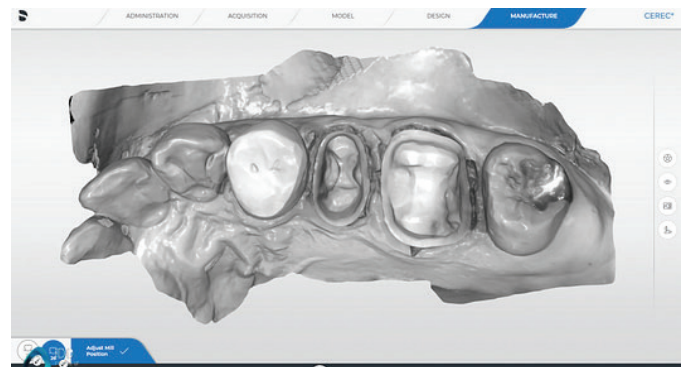 ADMINISTRATION
ACQUISITION
MODEL
DESIGN
MANUFACTURE
CEREC®
Adjust Mill
Position